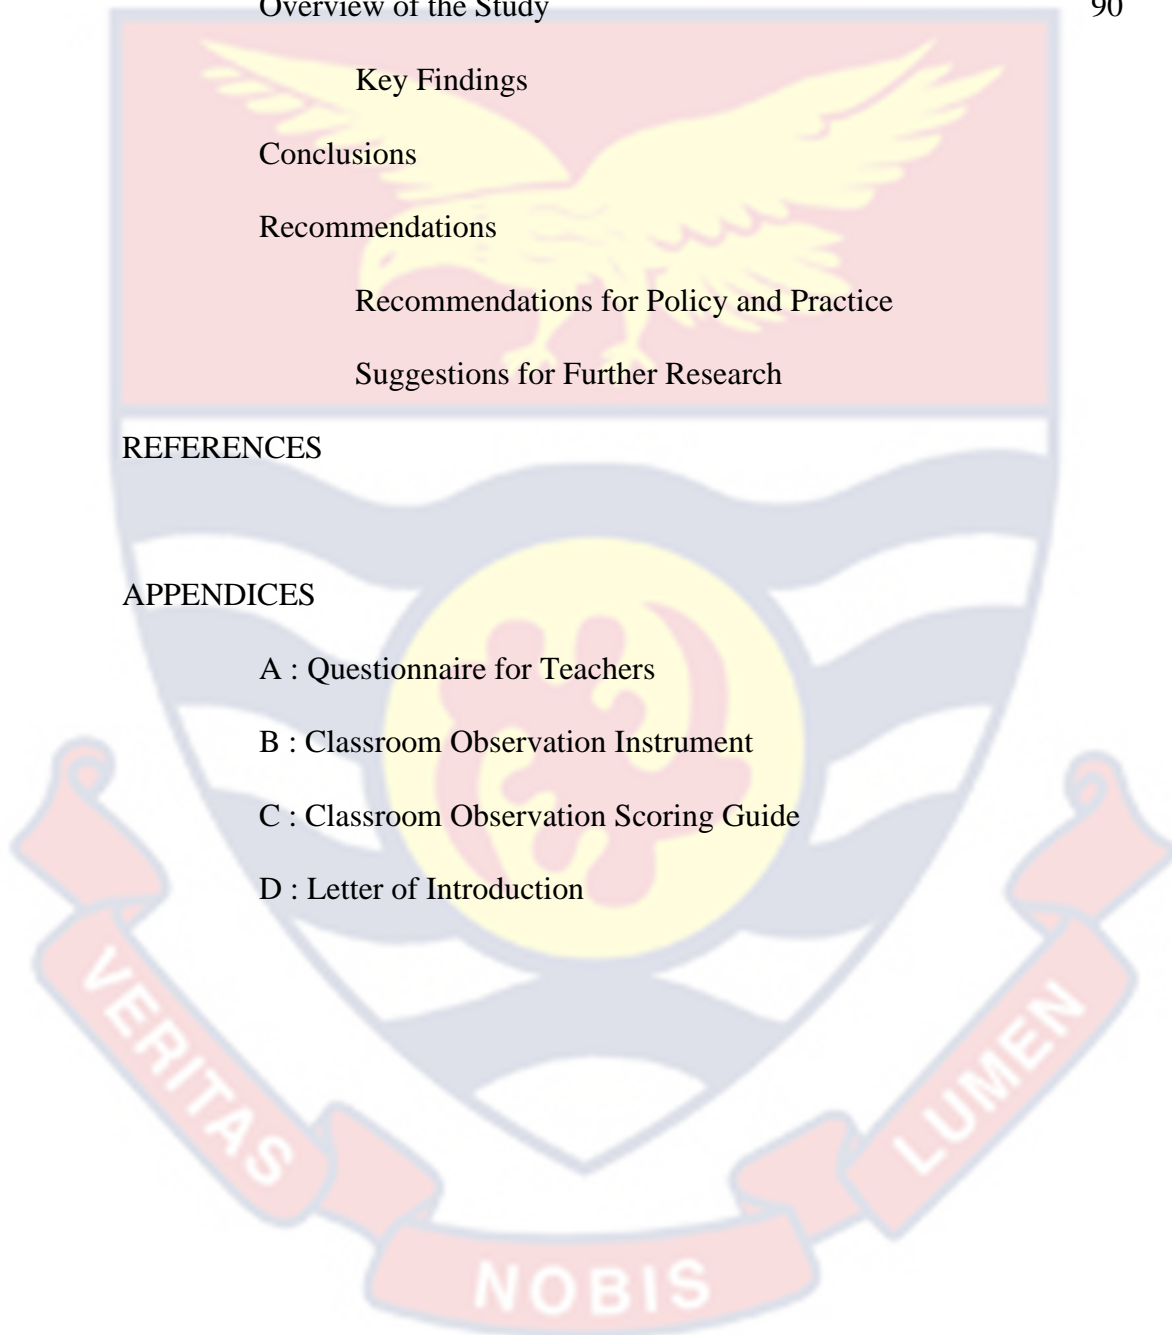 Overview of the Study 90
Key Findings
Conclusions
Recommendations
Recommendations for Policy and Practice
Suggestions for Further Research
REFERENCES
APPENDICES
A : Questionnaire for Teachers
B : Classroom Observation Instrument
C : Classroom Observation Scoring Guide
D : Letter of Introduction
VERITAS
NOBIS
LUMEN